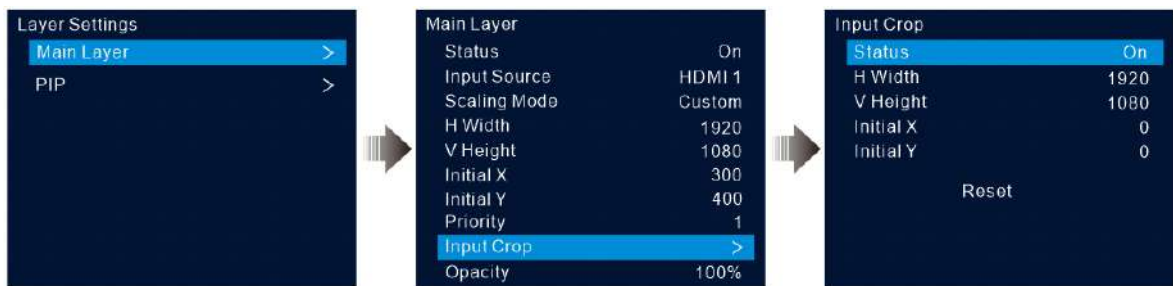 Layer Settings
Main Layer >
PIP >
Main Layer
Status On
Input Source HDMI 1
Scaling Mode Custom
H Width 1920
V Height 1080
Initial X 300
Initial Y 400
Priority 1
Input Crop >
Opacity 100%
Input Crop
Status On
H Width 1920
V Height 1080
Initial X 0
Initial Y 0
Reset